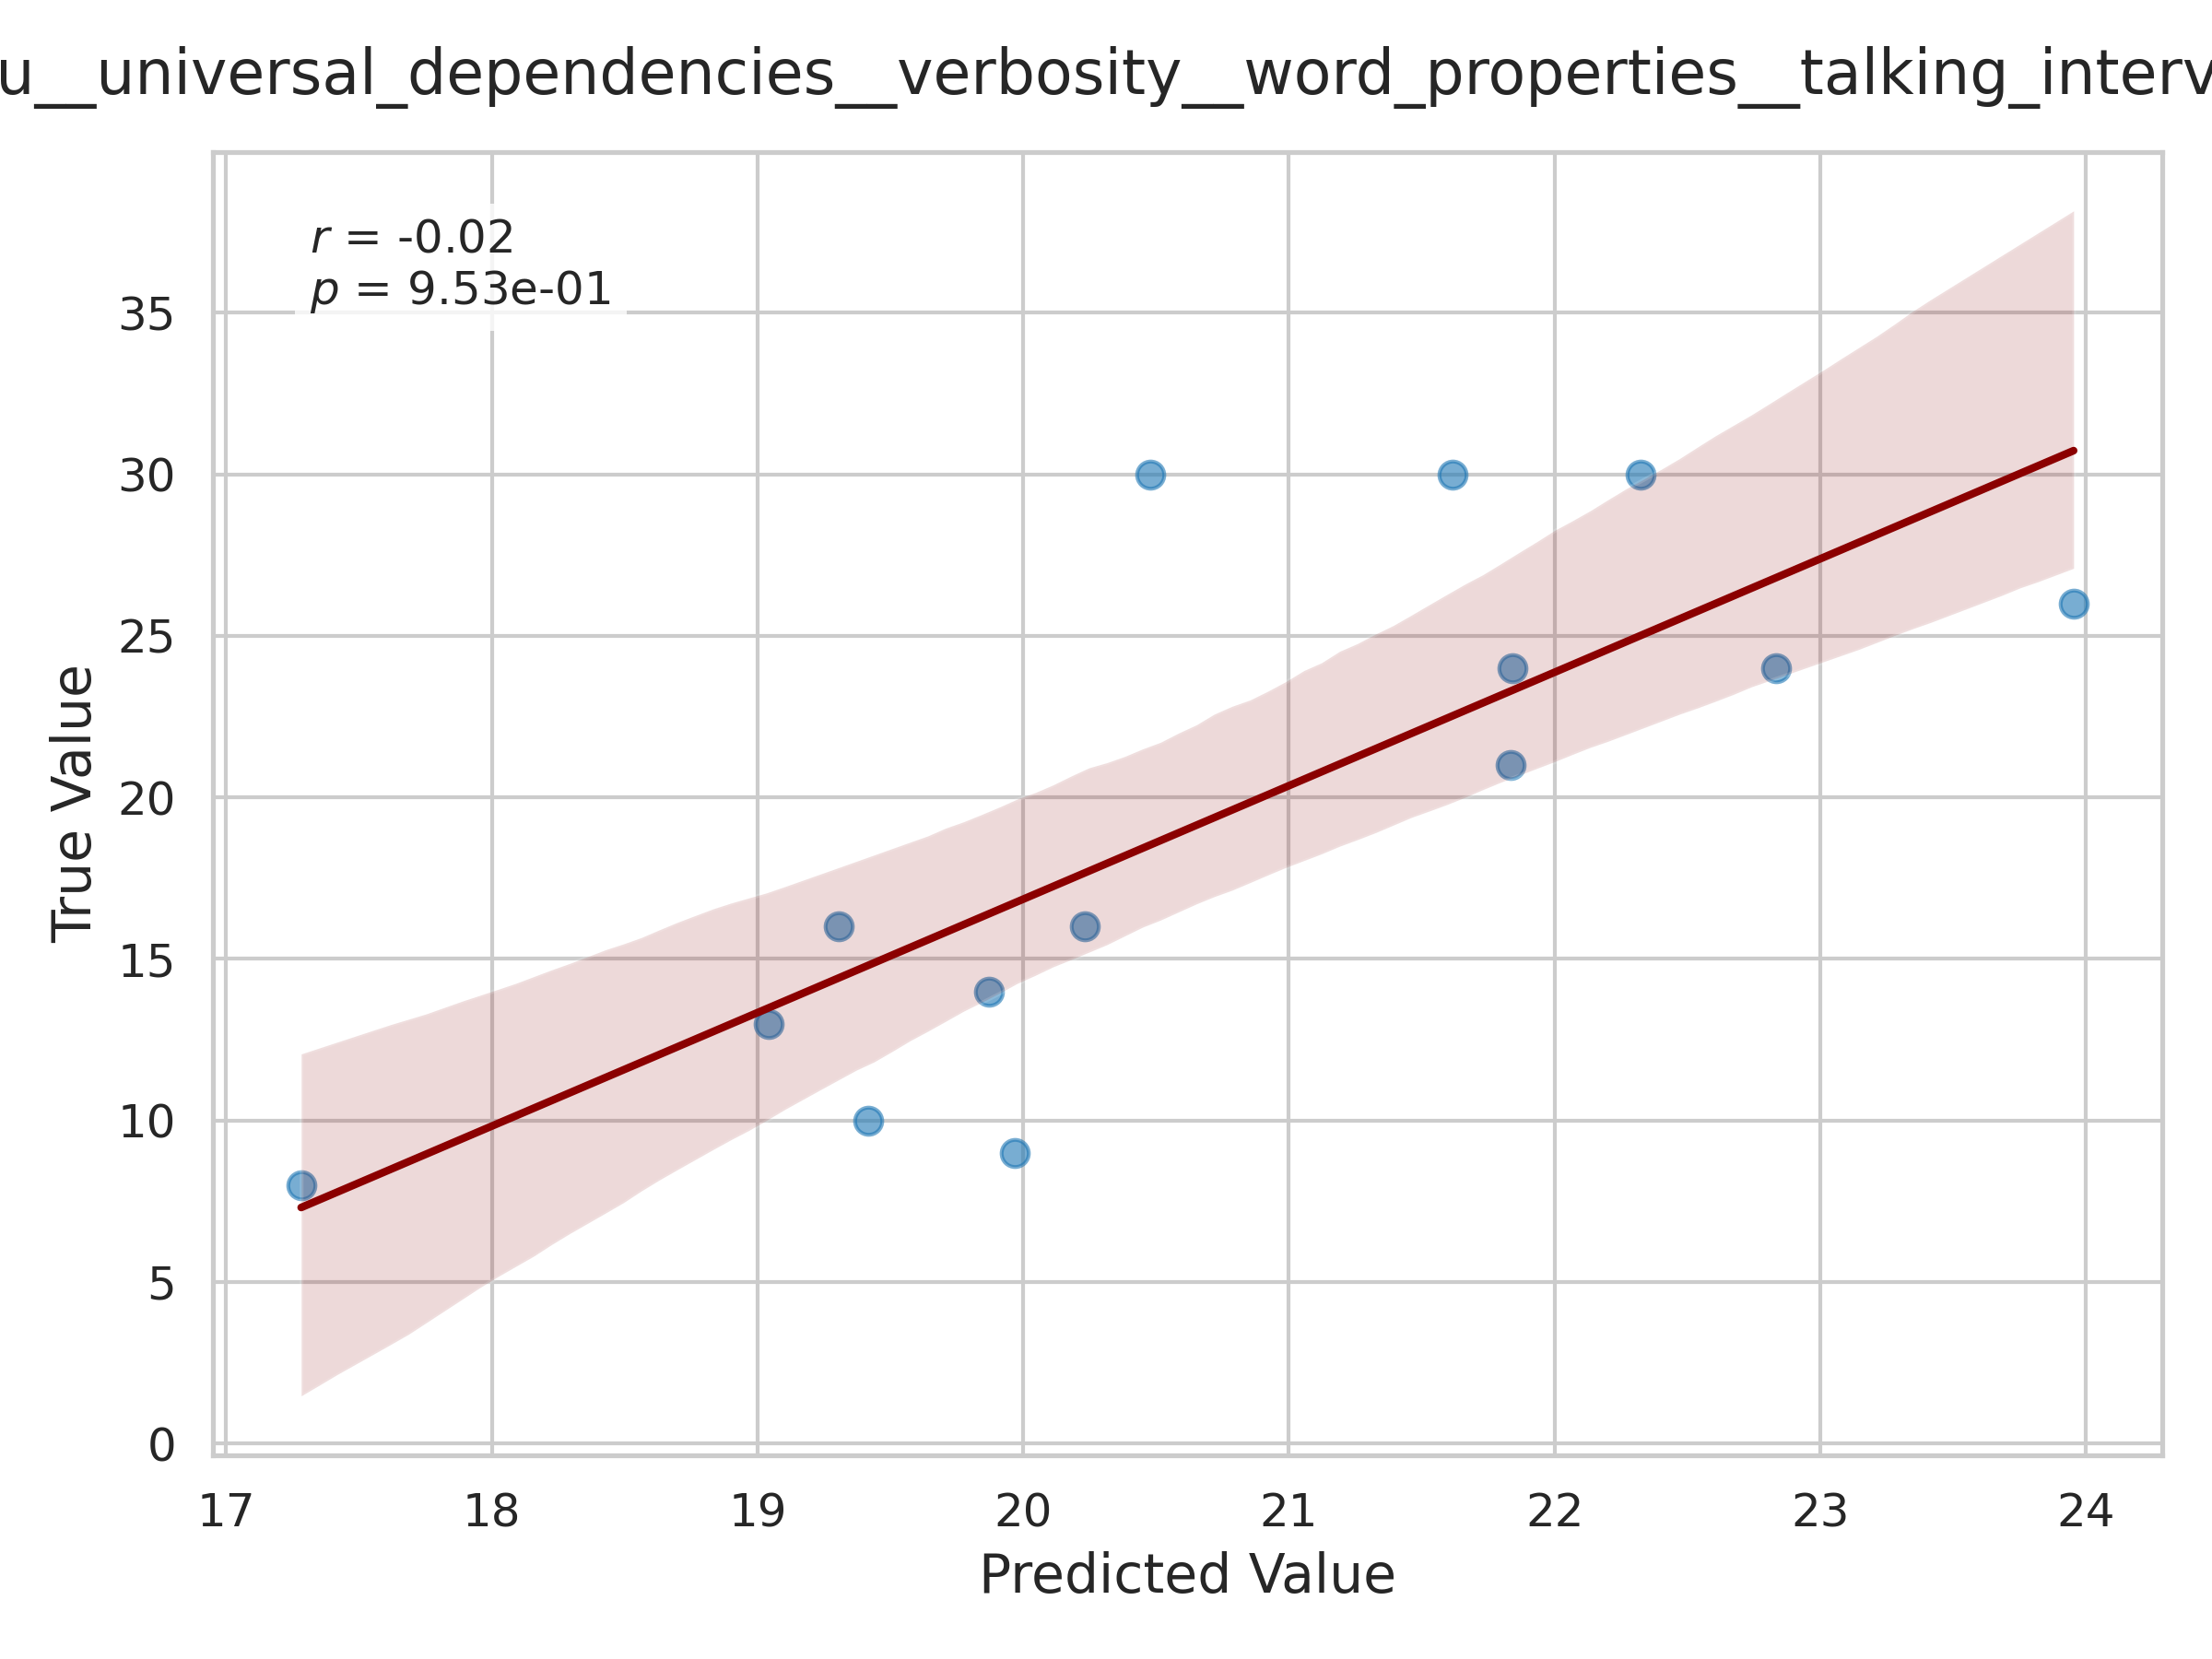 u__universal_dependencies__verbosity__word_properties__talking_interv
r = -0.02
p = 9.53e-01
35
30
25
20
15
10
5
0
True Value
17 18 19 20 21 22 23 24
Predicted Value